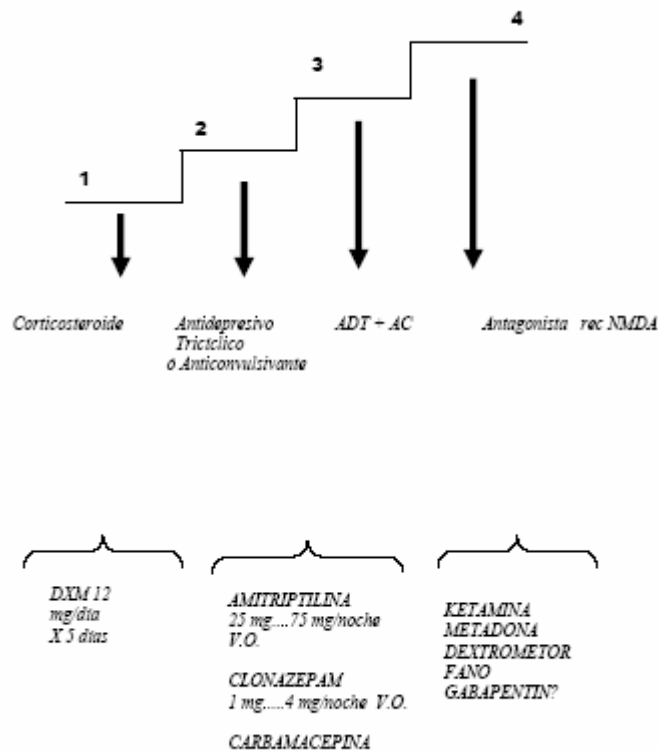 4
3
2
1
Corticosteroide
Antidepresivo
Tricíclico
ó Anticonvulsivante
ADT + AC
Antagonista rec NMDA
DXM 12
mg/día
X 5 días
AMITRIPTILINA
25 mg....75 mg/noche
V.O.
CLONAZEPAM
1 mg.....4 mg/noche V.O.
CARBAMACEPINA
KETAMINA
METADONA
DEXTROMETOR
FANO
GABAPENTIN?